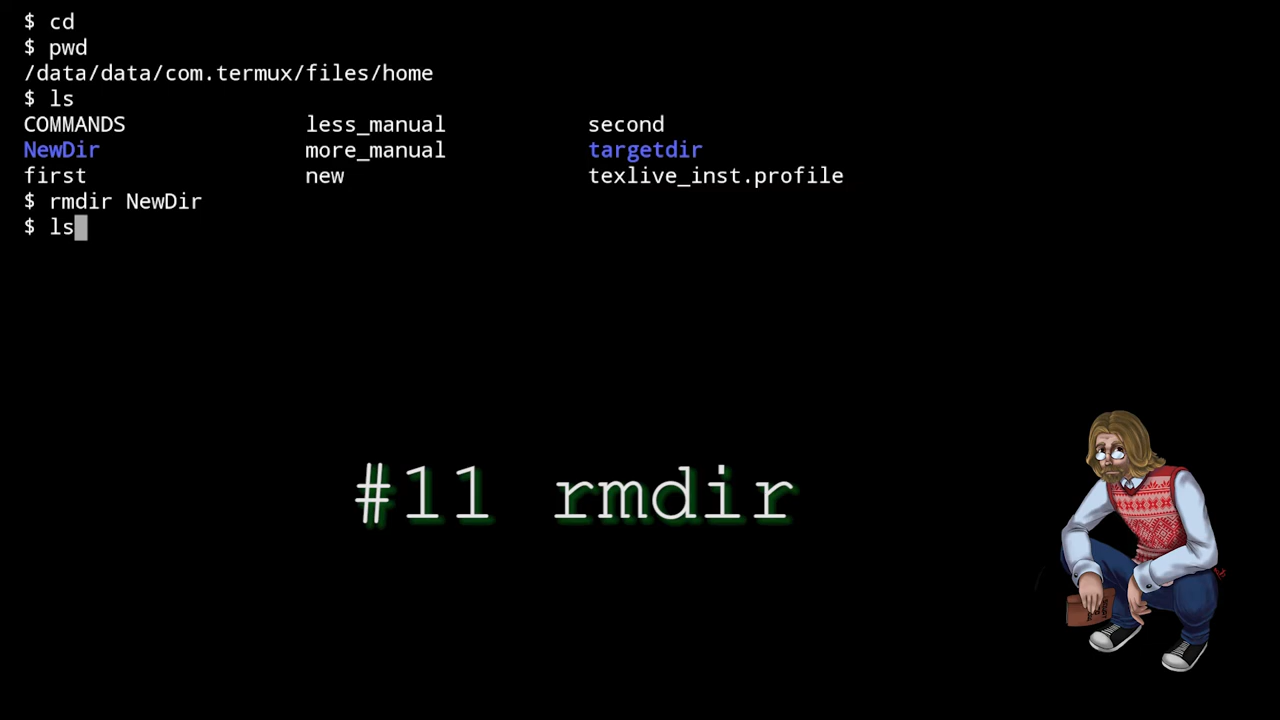 $ cd
$ pwd
/data/data/com.termux/files/home
$ ls
COMMANDS less_manual second
NewDir more_manual targetdir
first new texlive_inst.profile
$ rmdir NewDir
$ ls
#11 rmdir